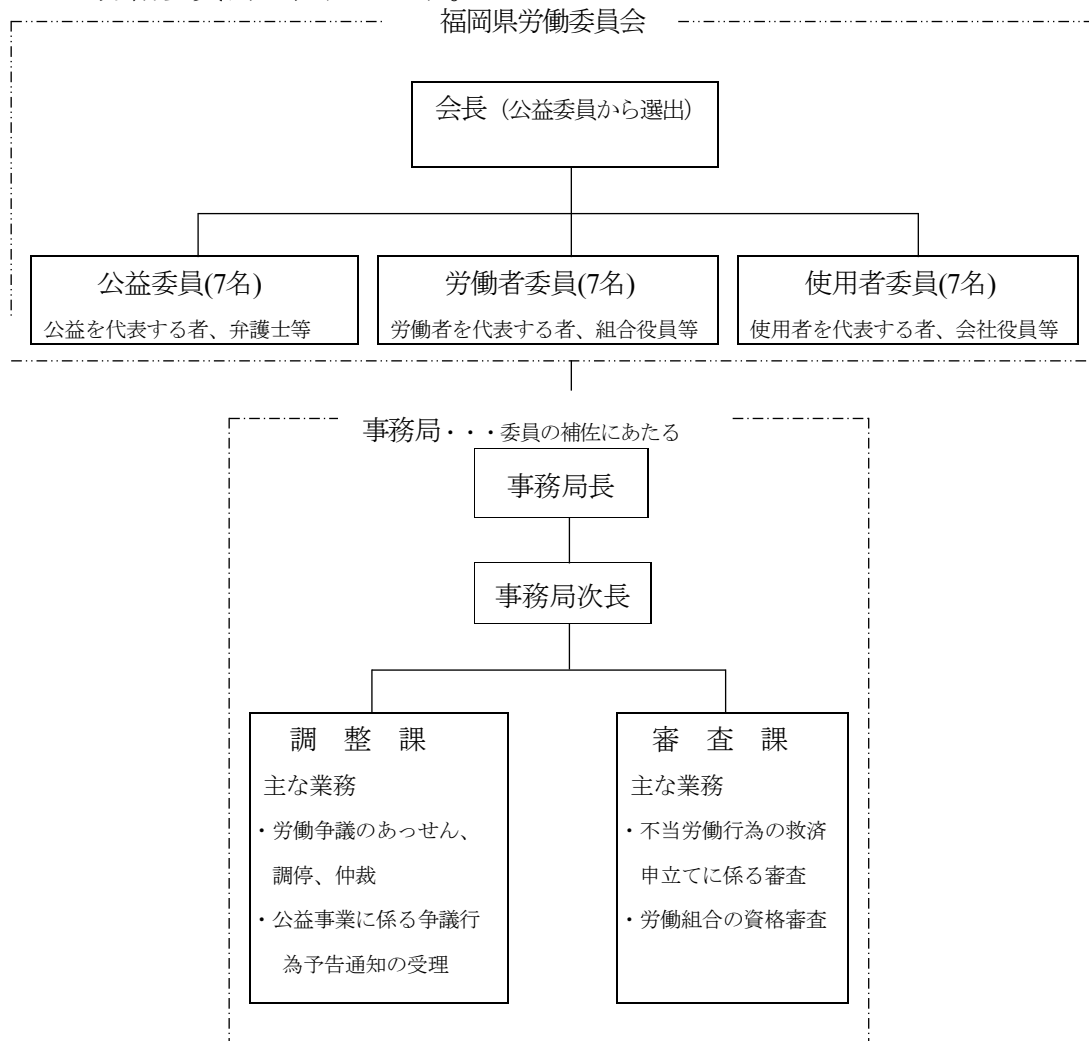 福岡県労働委員会
会長（公益委員から選出）
公益委員(7名)
公益を代表する者、弁護士等
労働者委員(7名)
労働者を代表する者、組合役員等
使用者委員(7名)
使用者を代表する者、会社役員等
事務局・・・委員の補佐にあたる
事務局長
事務局次長
調　整　課
主な業務
・労働争議のあっせん、
調停、仲裁
・公益事業に係る争議行
為予告通知の受理
審　査　課
主な業務
・不当労働行為の救済
申立てに係る審査
・労働組合の資格審査